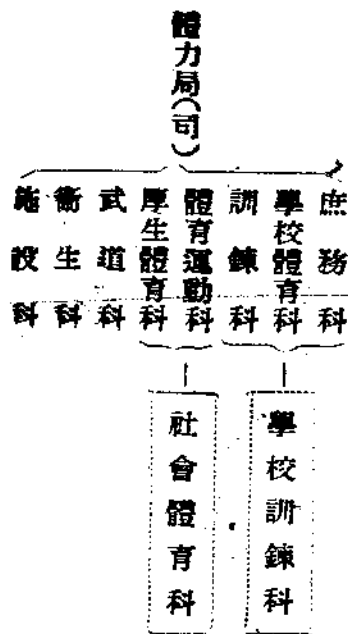 體力局(司)
庶務科
學校體育科
訓鍊科
體育運動科
厚生體育科
武道科
衞生科
施設科
學校訓鍊科
社會體育科